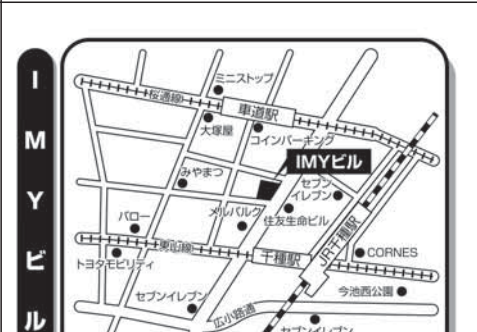 IMYビル
ミニストップ
桜通線
車道駅
大塚屋
コインパーキング
IMYビル
みやまつ
セブン
イレブン
バロー
メルパルク
住友生命ビル
JR千種駅
東山線
千種駅
CORNES
トヨタモビリティ
今池西公園
セブンイレブン
広小路通
セブンイレブン